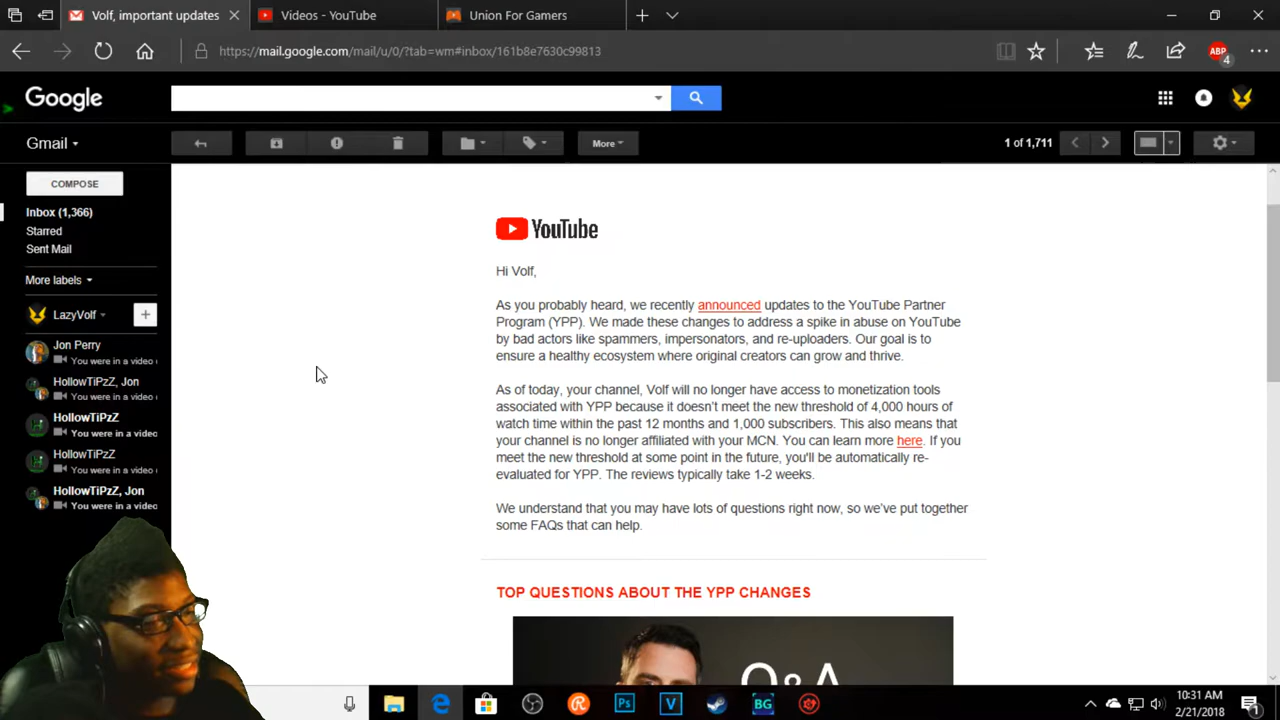 Volf, important updates
Videos - YouTube
Union For Gamers
https://mail.google.com/mail/u/0/?tab=wm#inbox/161b8e7630c99813
ABP
4
Google
Gmail
More
1 of 1,711
COMPOSE
Inbox (1,366)
Starred
Sent Mail
More labels
LazyVolf
Jon Perry
You were in a video
HollowTiPzZ, Jon
You were in a video
HollowTiPzZ
You were in a video
HollowTiPzZ
You were in a video
HollowTiPzZ, Jon
You were in a video
YouTube
Hi Volf,
As you probably heard, we recently announced updates to the YouTube Partner
Program (YPP). We made these changes to address a spike in abuse on YouTube
by bad actors like spammers, impersonators, and re-uploaders. Our goal is to
ensure a healthy ecosystem where original creators can grow and thrive.
As of today, your channel, Volf will no longer have access to monetization tools
associated with YPP because it doesn't meet the new threshold of 4,000 hours of
watch time within the past 12 months and 1,000 subscribers. This also means that
your channel is no longer affiliated with your MCN. You can learn more here. If you
meet the new threshold at some point in the future, you'll be automatically re-
evaluated for YPP. The reviews typically take 1-2 weeks.
We understand that you may have lots of questions right now, so we've put together
some FAQs that can help.
TOP QUESTIONS ABOUT THE YPP CHANGES
Q&A
Ps
V
BG
10:31 AM
2/21/2018
1